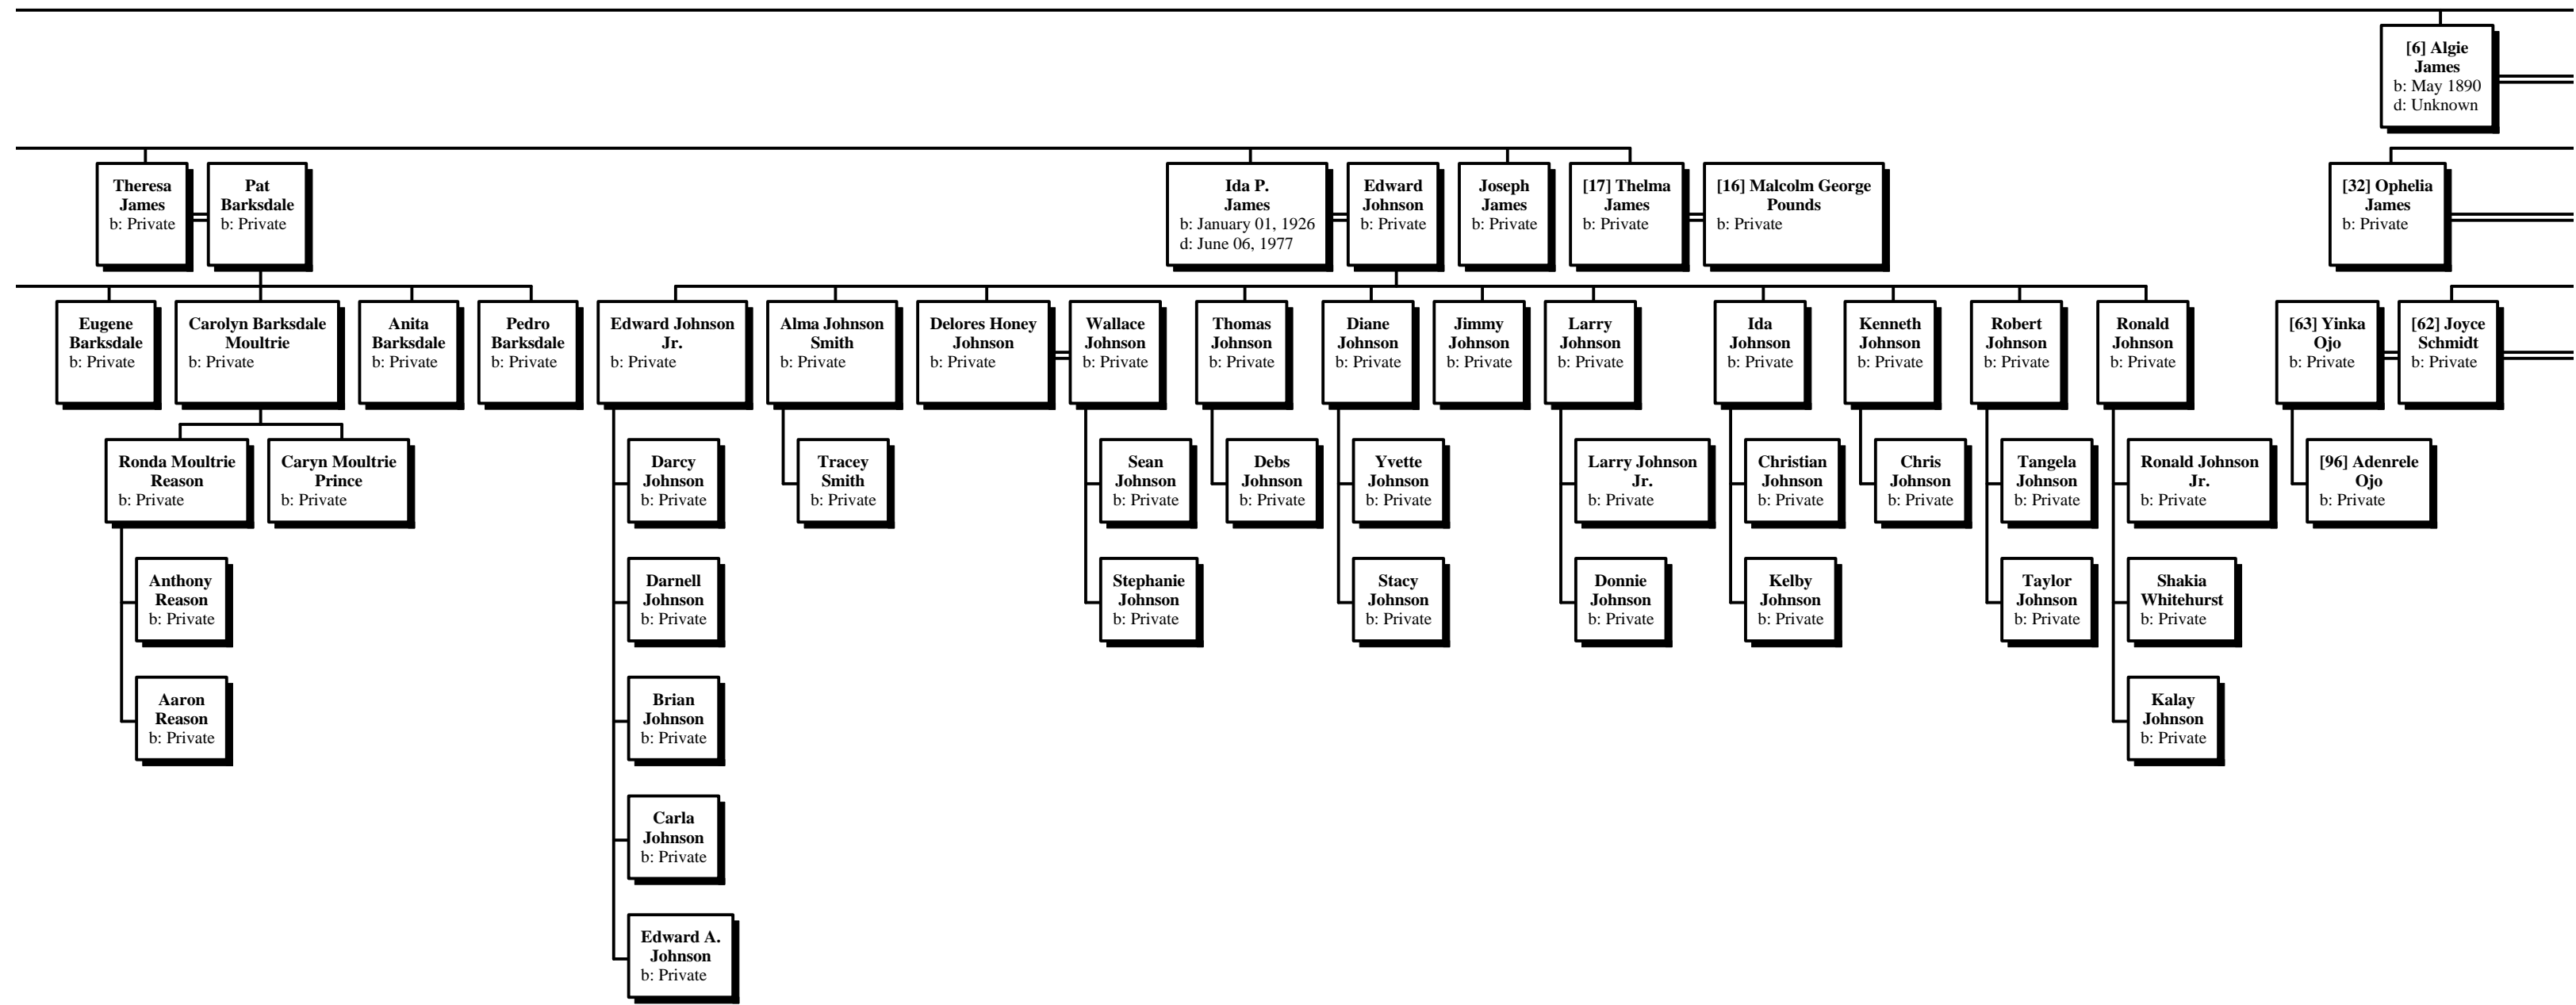 [6] Algie
James
b: May 1890
d: Unknown
Theresa
James
b: Private
Pat
Barksdale
b: Private
Ida P.
James
b: January 01, 1926
d: June 06, 1977
Edward
Johnson
b: Private
Joseph
James
b: Private
[17] Thelma
James
b: Private
[16] Malcolm George
Pounds
b: Private
[32] Ophelia
James
b: Private
Eugene
Barksdale
b: Private
Carolyn Barksdale
Moultrie
b: Private
Anita
Barksdale
b: Private
Pedro
Barksdale
b: Private
Edward Johnson
Jr.
b: Private
Alma Johnson
Smith
b: Private
Delores Honey
Johnson
b: Private
Wallace
Johnson
b: Private
Thomas
Johnson
b: Private
Diane
Johnson
b: Private
Jimmy
Johnson
b: Private
Larry
Johnson
b: Private
Ida
Johnson
b: Private
Kenneth
Johnson
b: Private
Robert
Johnson
b: Private
Ronald
Johnson
b: Private
[63] Yinka
Ojo
b: Private
[62] Joyce
Schmidt
b: Private
Ronda Moultrie
Reason
b: Private
Caryn Moultrie
Prince
b: Private
Darcy
Johnson
b: Private
Tracey
Smith
b: Private
Sean
Johnson
b: Private
Debs
Johnson
b: Private
Yvette
Johnson
b: Private
Larry Johnson
Jr.
b: Private
Christian
Johnson
b: Private
Chris
Johnson
b: Private
Tangela
Johnson
b: Private
Ronald Johnson
Jr.
b: Private
[96] Adenrele
Ojo
b: Private
Anthony
Reason
b: Private
Darnell
Johnson
b: Private
Stephanie
Johnson
b: Private
Stacy
Johnson
b: Private
Donnie
Johnson
b: Private
Kelby
Johnson
b: Private
Taylor
Johnson
b: Private
Shakia
Whitehurst
b: Private
Aaron
Reason
b: Private
Brian
Johnson
b: Private
Kalay
Johnson
b: Private
Carla
Johnson
b: Private
Edward A.
Johnson
b: Private